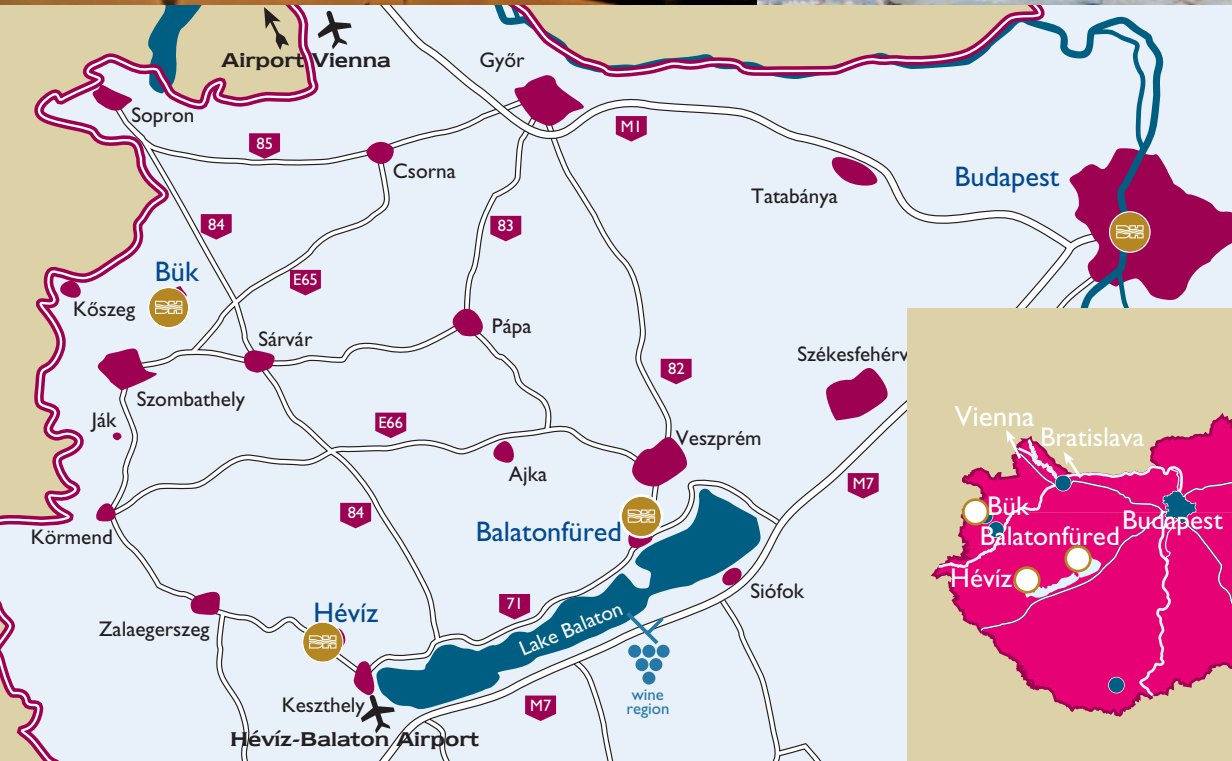 Airport Vienna
Győr
Sopron
M1
85
Csorna
Budapest
Tatabánya
84
83
Bük
E65
Kőszeg
Pápa
Sárvár
Székesfehérv
82
Szombathely
Ják
E66
Veszprém
Ajka
M7
84
Körmend
Balatonfüred
Siófok
71
Hévíz
Zalaegerszeg
Lake Balaton
wine
region
Keszthely
M7
Hévíz-Balaton Airport
Vienna
Bratislava
Bük
Budapest
Balatonfüred
Hévíz